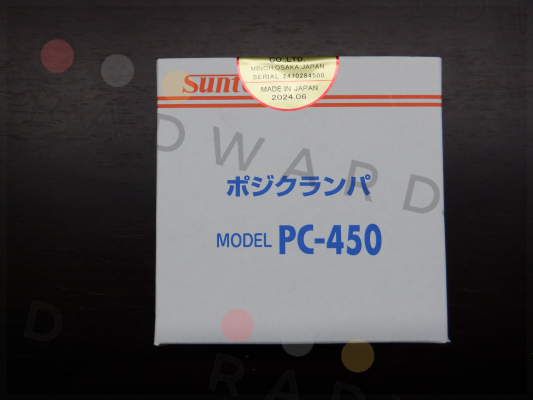 CO.,LTD.
MINOH.OSAKA.JAPAN
SERIAL:2470284500
MADE IN JAPAN
2024.06
ポジクランパ
MODEL PC-450